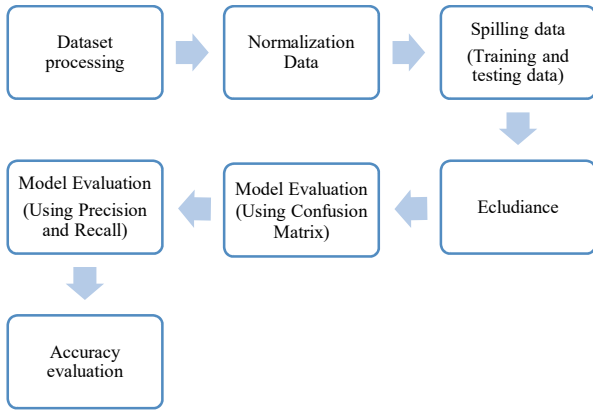 Dataset
processing
Normalization
Data
Spilling data
(Training and
testing data)
Ecludiance
Model Evaluation
(Using Confusion
Matrix)
Model Evaluation
(Using Precision
and Recall)
Accuracy
evaluation